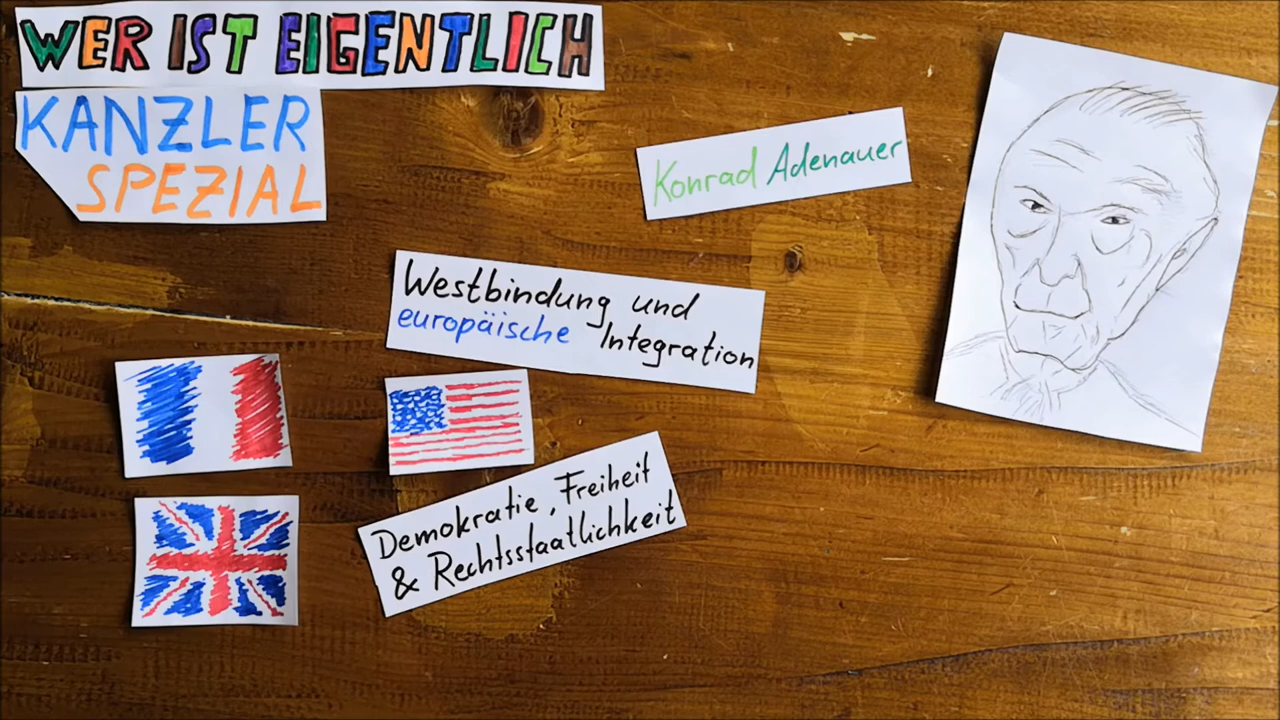 WER IST EIGENTLICH
KANZLER
SPEZIAL
Konrad Adenauer
Westbindung und
europäische Integration
Demokratie, Freiheit
& Rechtsstaatlichkeit